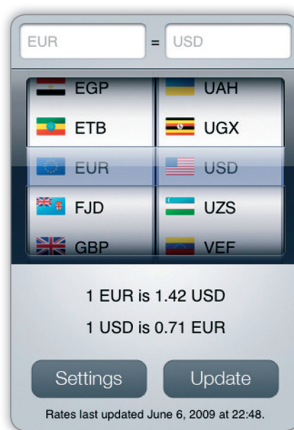 EUR = USD
EGP UAH
ETB UGX
EUR USD
FJD UZS
GBP VEF
1 EUR is 1.42 USD
1 USD is 0.71 EUR
Settings Update
Rates last updated June 6, 2009 at 22:48.